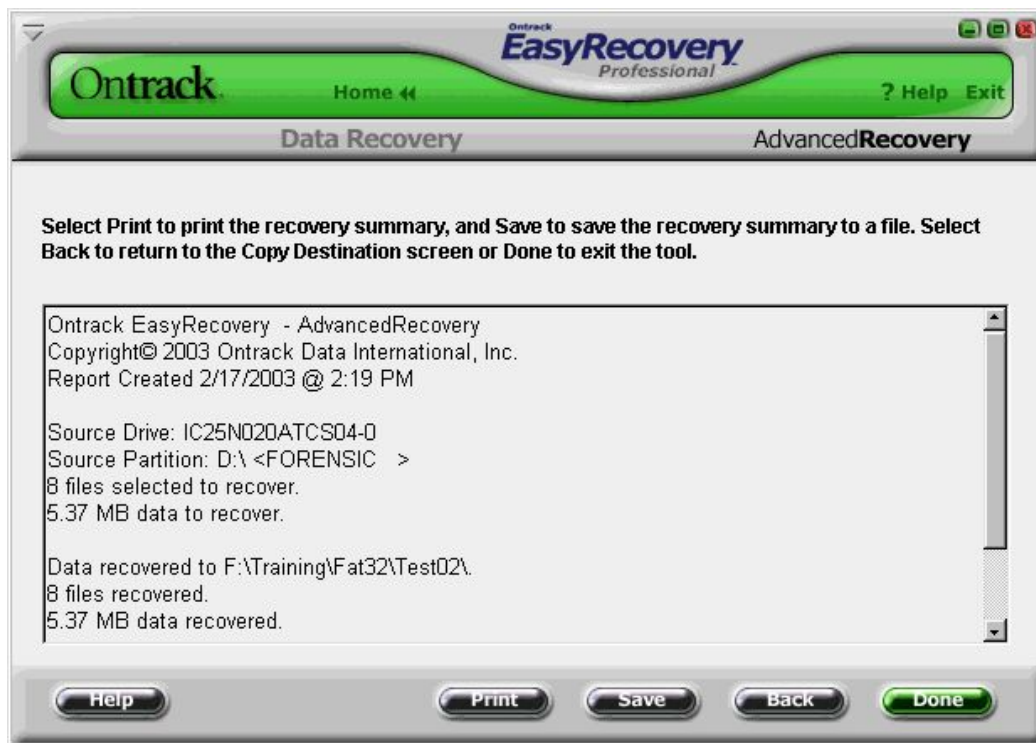 Ontrack
EasyRecovery
Professional
Ontrack.
Home
? Help Exit
Data Recovery
AdvancedRecovery
Select Print to print the recovery summary, and Save to save the recovery summary to a file. Select
Back to return to the Copy Destination screen or Done to exit the tool.
Ontrack EasyRecovery - AdvancedRecovery
Copyright© 2003 Ontrack Data International, Inc.
Report Created 2/17/2003 @ 2:19 PM
Source Drive: IC25N020ATCS04-0
Source Partition: D:\ <FORENSIC   >
8 files selected to recover.
5.37 MB data to recover.
Data recovered to F:\Training\Fat32\Test02\.
8 files recovered.
5.37 MB data recovered.
Help Print Save Back Done